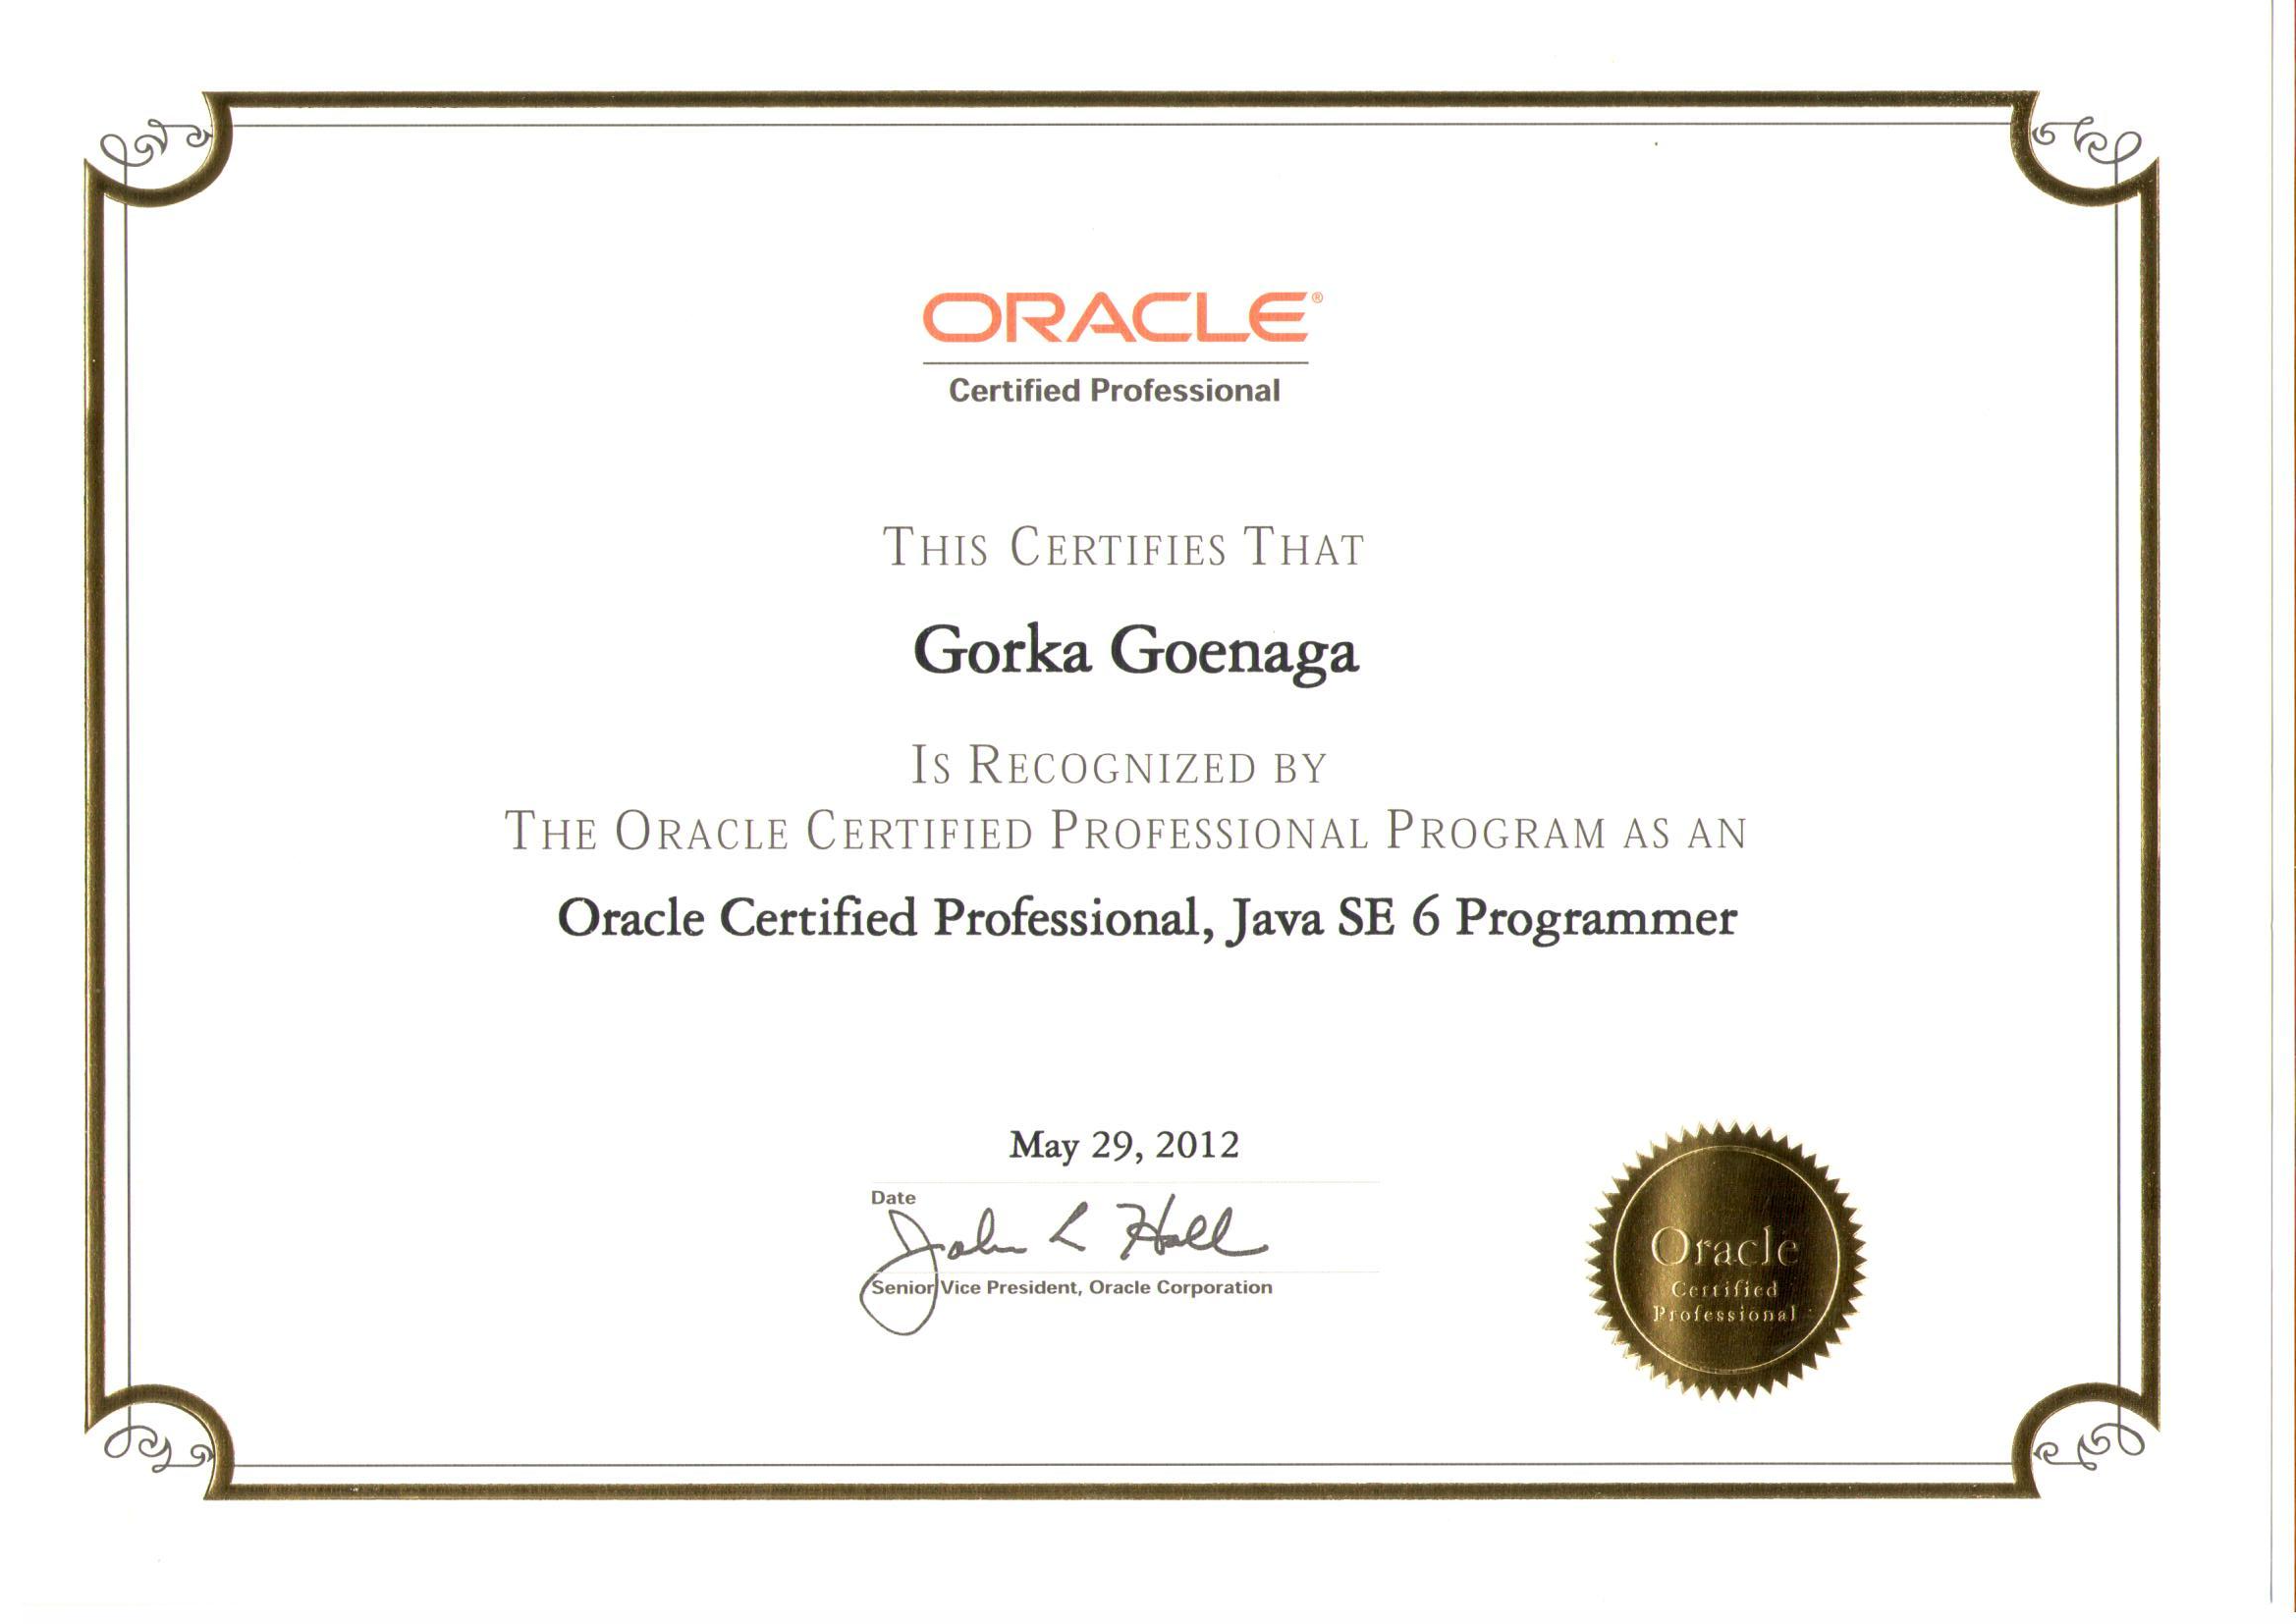 ORACLE®
Certified Professional
THIS CERTIFIES THAT
Gorka Goenaga
IS RECOGNIZED BY
THE ORACLE CERTIFIED PROFESSIONAL PROGRAM AS AN
Oracle Certified Professional, Java SE 6 Programmer
May 29, 2012
Date
John L Hall
Senior Vice President, Oracle Corporation
Oracle
Certified
Professional